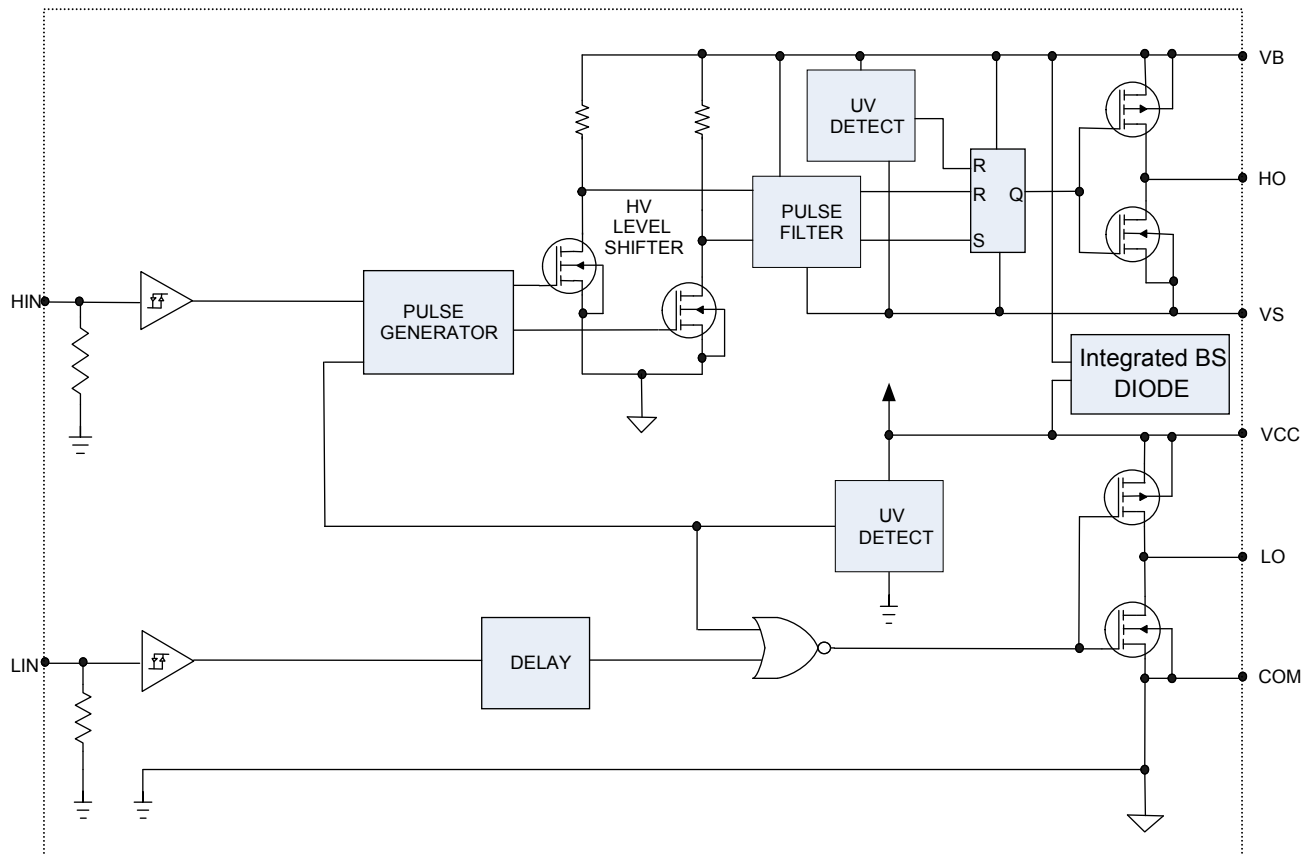 VB
UV
DETECT
R
R
Q
S
HO
PULSE
FILTER
HV
LEVEL
SHIFTER
HIN
PULSE
GENERATOR
VS
Integrated BS
DIODE
VCC
UV
DETECT
LO
LIN
DELAY
COM